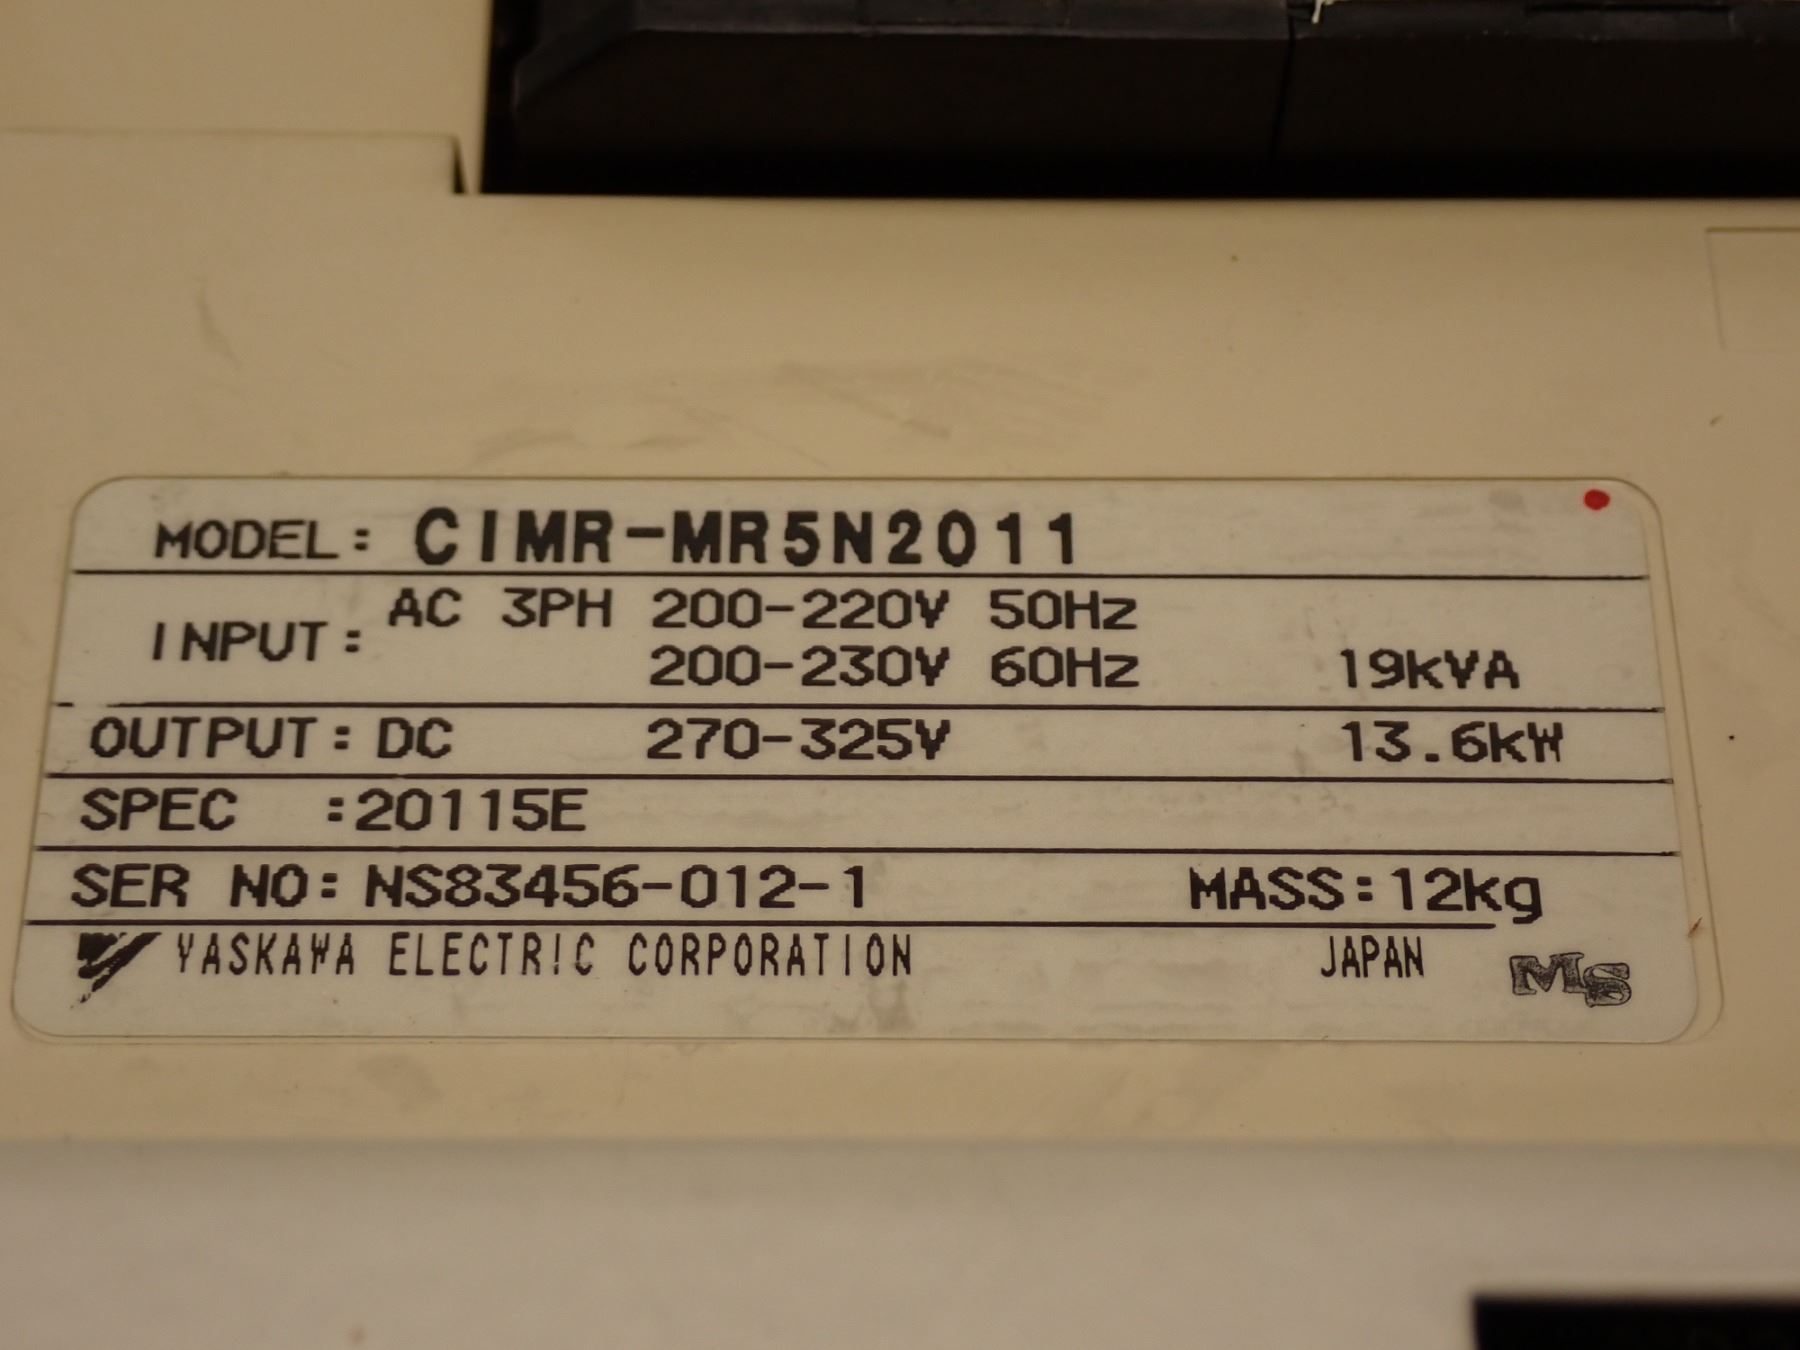 MODEL: CIMR-MR5N2011
INPUT: AC 3PH 200-220V 50Hz
200-230V 60Hz 19kVA
OUTPUT: DC 270-325V 13.6kW
SPEC :20115E
SER NO: NS83456-012-1 MASS:12kg
YASKAWA ELECTRIC CORPORATION JAPAN MS